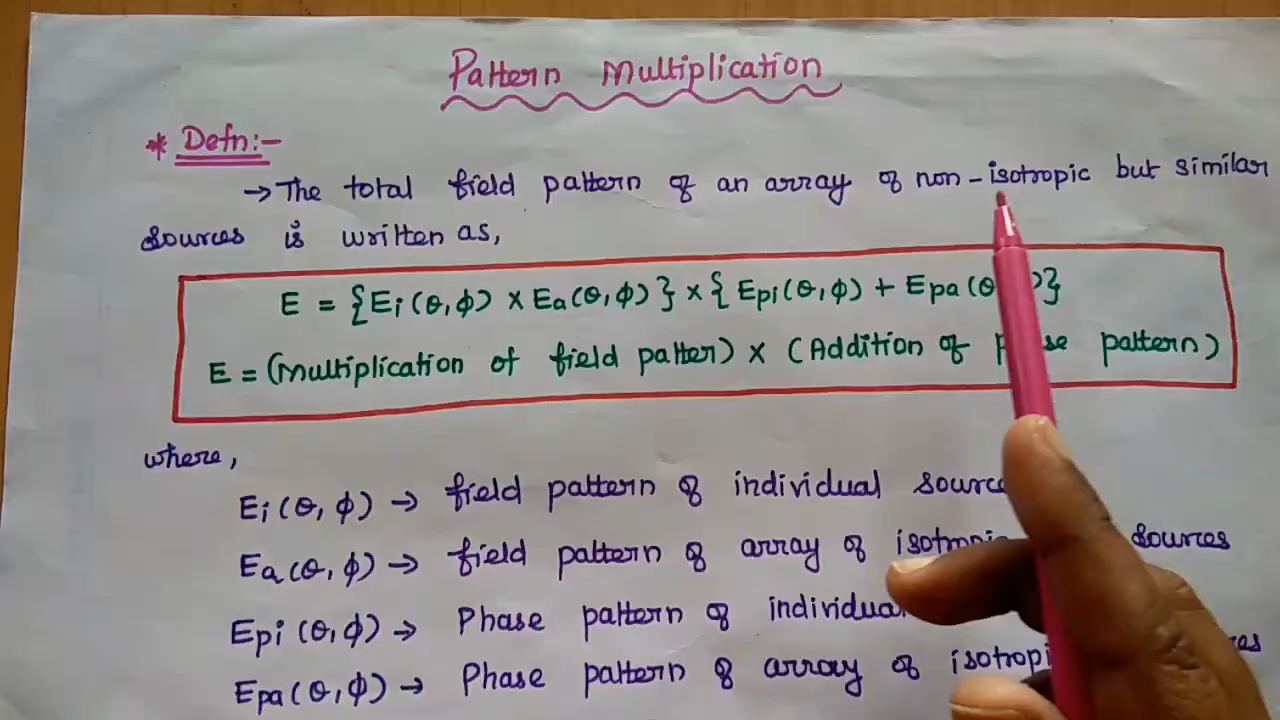 Pattern Multiplication
* Defn:-
→ The total field pattern of an array of non-isotropic but similar
sources is written as,
E = {Ei (θ,ϕ) × Ea(θ,ϕ)} × {Epi(θ,ϕ) + Epa(θ )}
E = (Multiplication of field patter) × (Addition of pattern)
where,
Ei (θ, ϕ) → field pattern of individual
Ea (θ, ϕ) → field pattern of array of isotropic sources
Epi (θ, ϕ) → Phase pattern of individual
Epa (θ, ϕ) → Phase pattern of array of